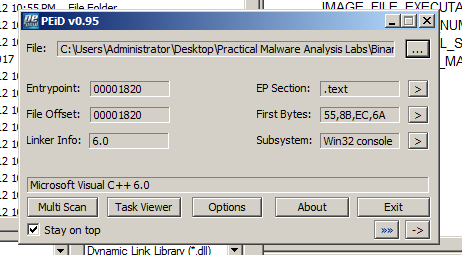 12 10:55 PM File Folder
IMAGE_FILE_EXECUTA
PEiD v0.95
File: C:\Users\Administrator\Desktop\Practical Malware Analysis Labs\Binar ...
Entrypoint: 00001820 EP Section: .text >
File Offset: 00001820 First Bytes: 55,8B,EC,6A >
Linker Info: 6.0 Subsystem: Win32 console >
Microsoft Visual C++ 6.0
Multi Scan Task Viewer Options About Exit
Stay on top »» ->
Dynamic Link Library (*.dll)